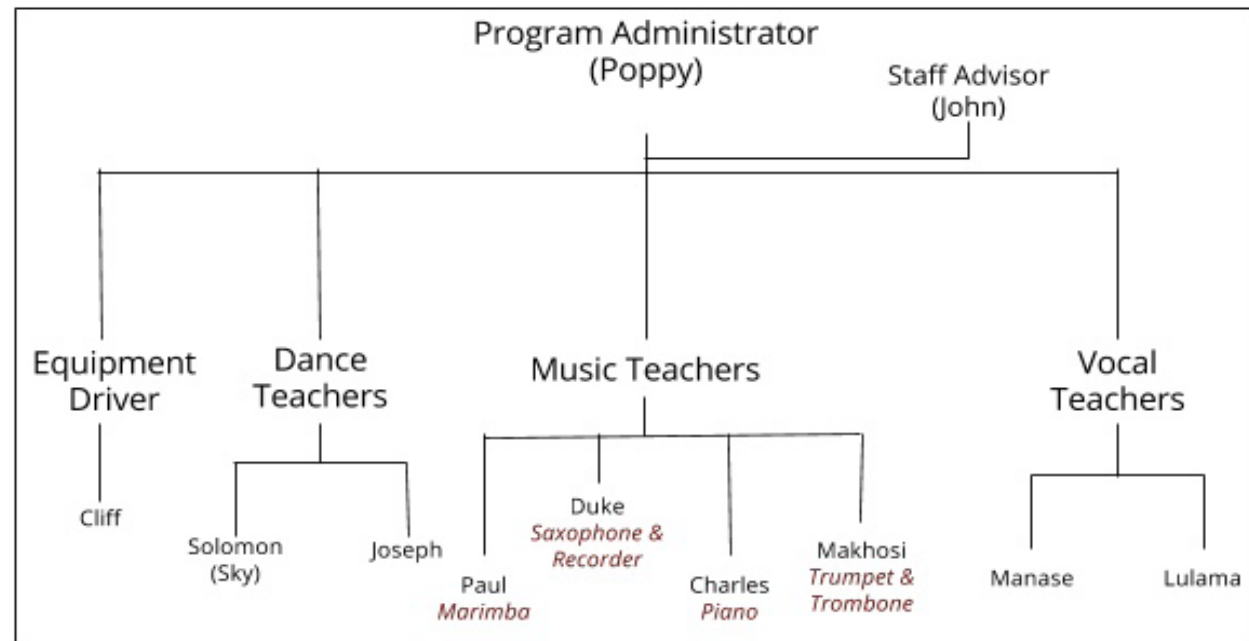 Program Administrator
(Poppy)
Staff Advisor
(John)
Equipment
Driver
Dance
Teachers
Music Teachers
Vocal
Teachers
Cliff
Solomon
(Sky)
Joseph
Paul
Marimba
Duke
Saxophone &
Recorder
Charles
Piano
Makhosi
Trumpet &
Trombone
Manase
Lulama